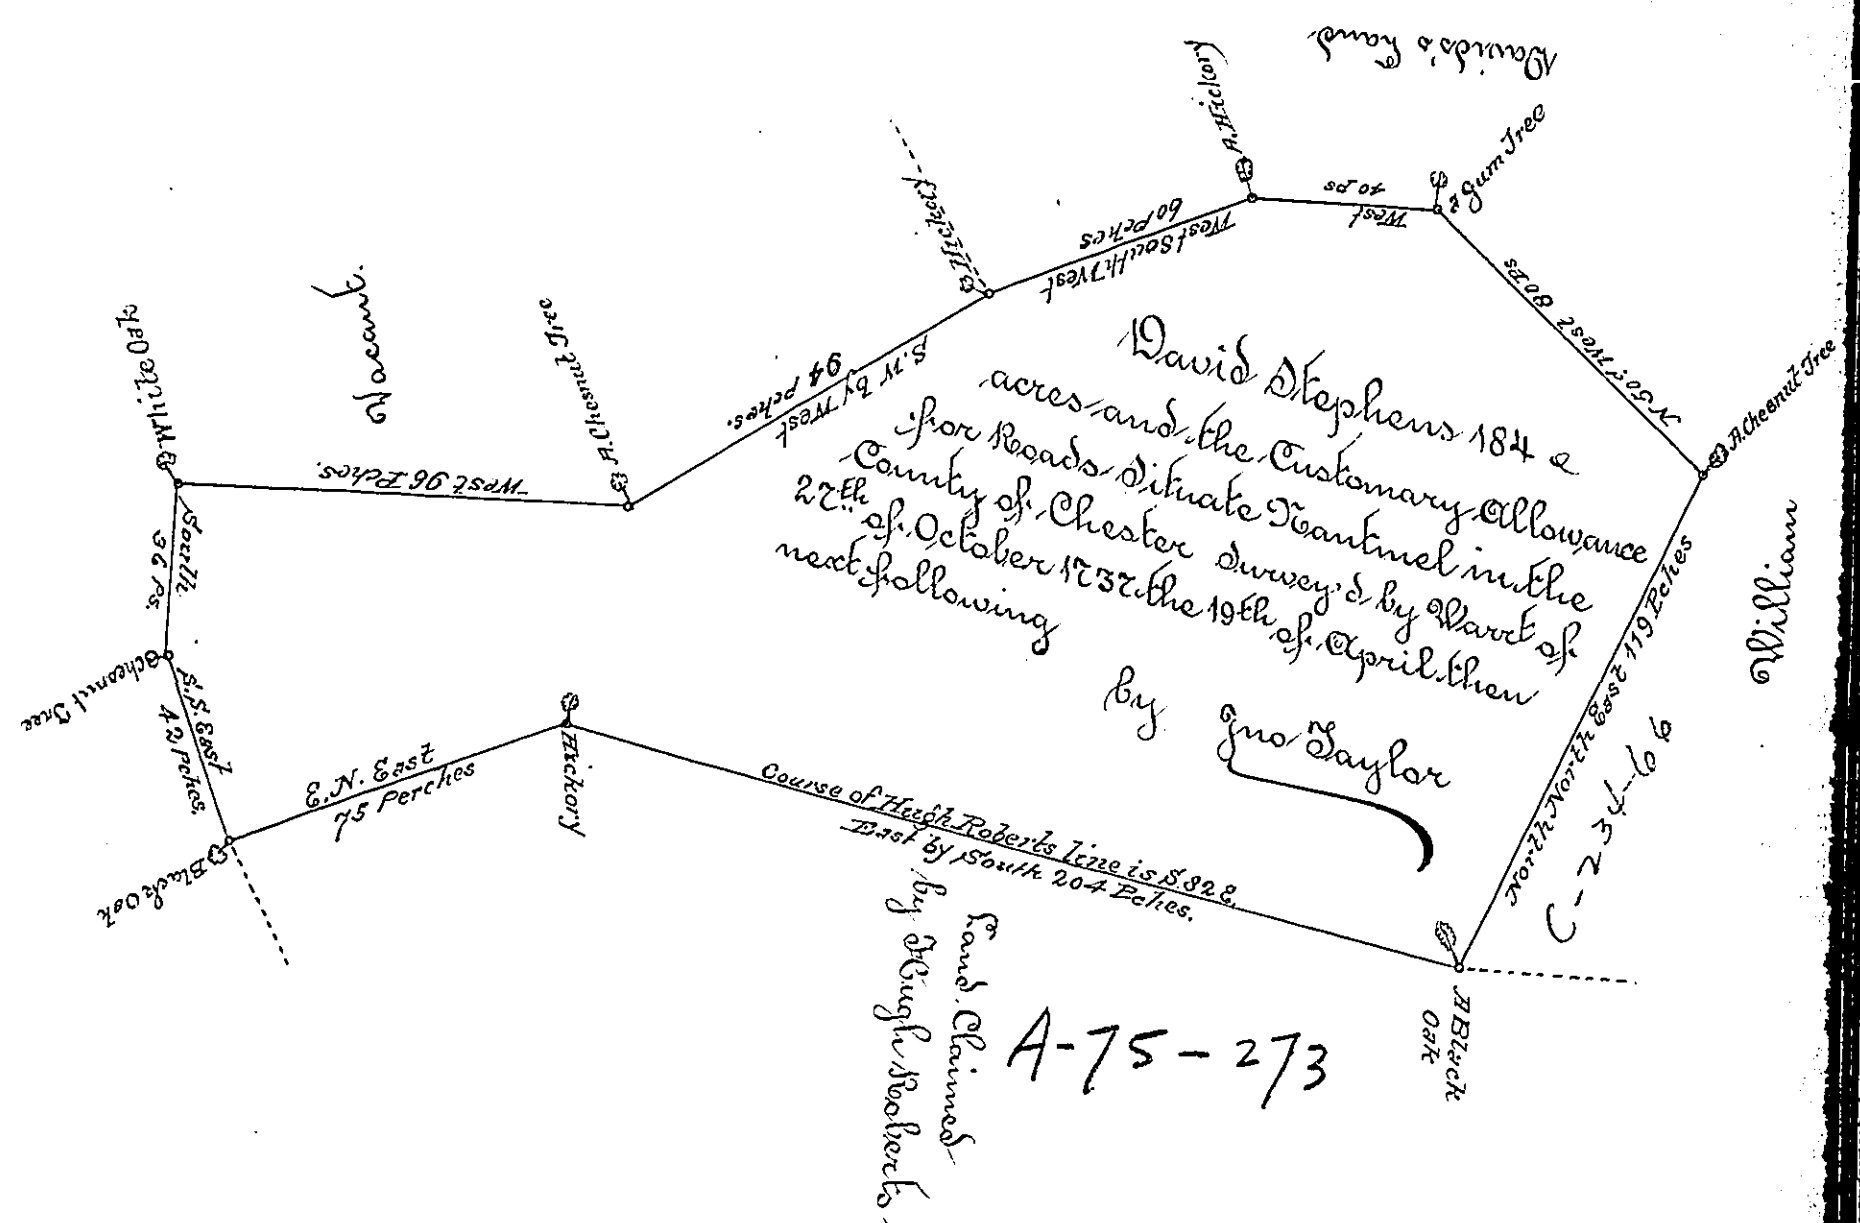 David Stephens 184 a
acres and the Customary Allowance
for Roads Situate Nantmel in the
County of Chester Survey'd by Warrt of
27th of October 1737 the 19th of April then
next following
by Jno Taylor
David's Land
A. Hickory
Gum Tree
West
40 ps
N 50° West 80 Ps
A. Chesnut Tree
William
North North East 119 Pches
C-234-66
A Black
Oak
Course of Hugh Roberts line is S 82 E.
East by South 204 Pches.
Land Claimed
by Hugh Roberts
A-75-273
Hickory
E. N. East
75 Perches
Black Oak
S. S. East
42 Pches.
Chesnut Tree
South
36 Ps.
White Oak
Vacant.
West 96 Pches.
A. Chesnut Tree
S. W by West
94 pches.
Hickory
West South West
60 Pches